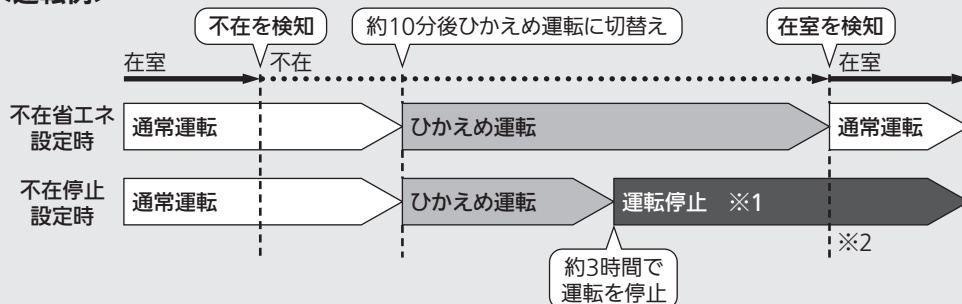 不在を検知
約10分後ひかえめ運転に切替え
在室を検知
在室
不在
在室
不在省エネ
設定時
通常運転
ひかえめ運転
通常運転
不在停止
設定時
通常運転
ひかえめ運転
運転停止 ※1
※2
約3時間で
運転を停止